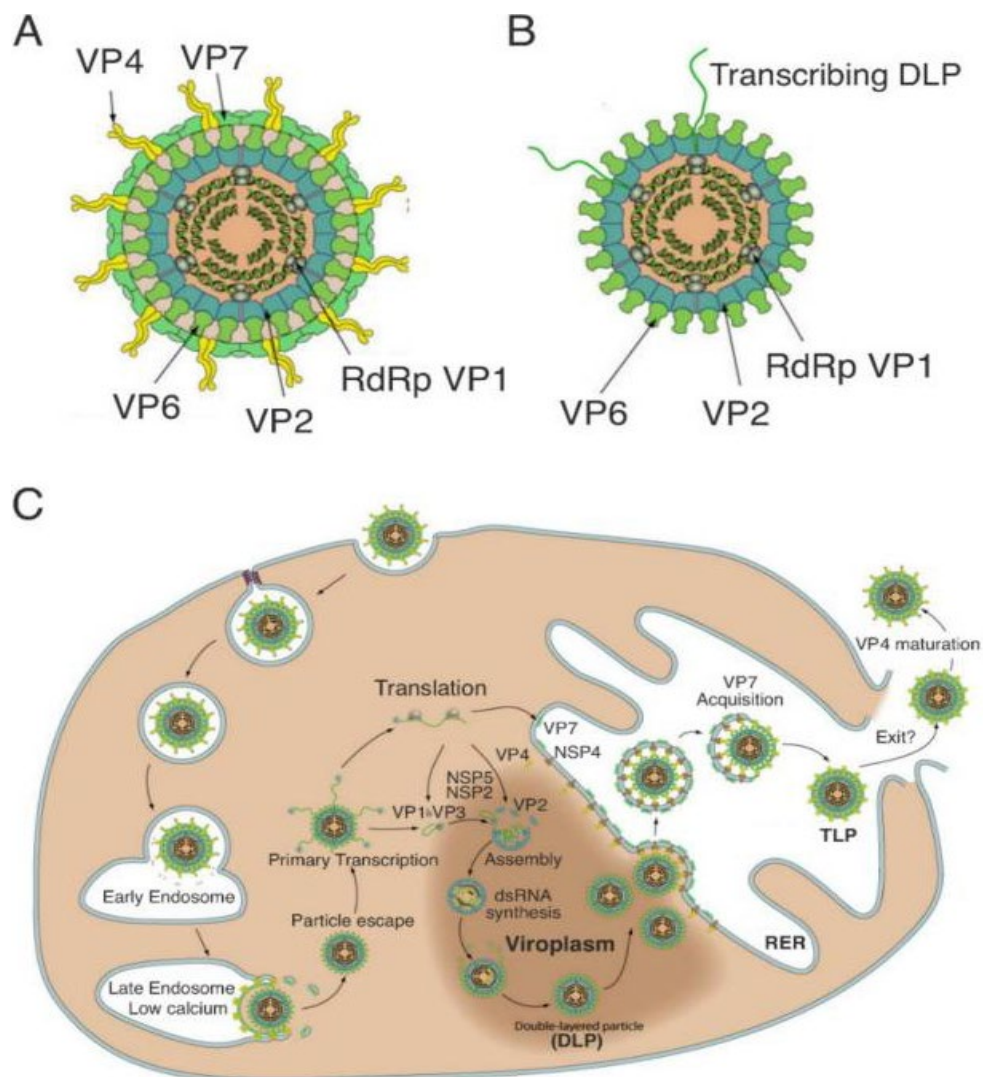 A
VP4
VP7
VP6
VP2
RdRp VP1
B
Transcribing DLP
VP6
VP2
RdRp VP1
C
Translation
VP7
NSP4
VP4
NSP5
NSP2
VP1&VP3
VP2
Primary Transcription
Assembly
dsRNA
synthesis
Particle escape
Viroplasm
Early Endosome
Late Endosome
Low calcium
Double-layered particle
(DLP)
VP7
Acquisition
VP4 maturation
Exit?
TLP
RER